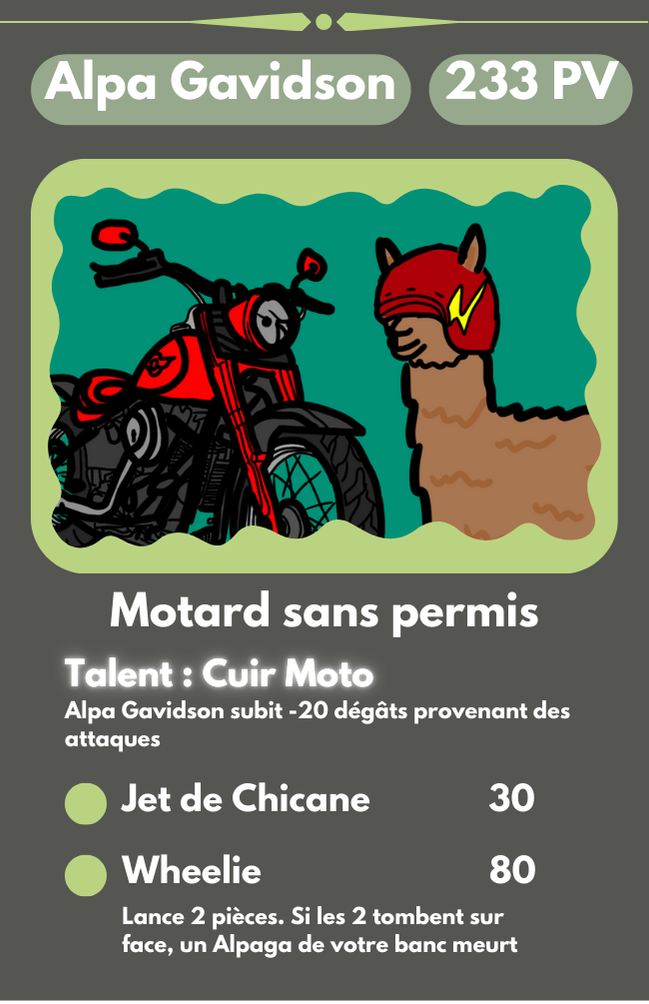 Alpa Gavidson
233 PV
Motard sans permis
Talent : Cuir Moto
Alpa Gavidson subit -20 dégâts provenant des
attaques
Jet de Chicane 30
Wheelie 80
Lance 2 pièces. Si les 2 tombent sur
face, un Alpaga de votre banc meurt